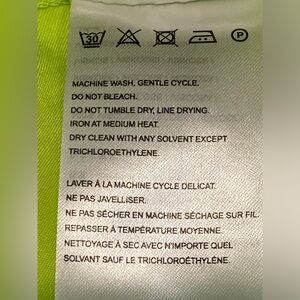 30 P
MACHINE WASH, GENTLE CYCLE.
DO NOT BLEACH.
DO NOT TUMBLE DRY, LINE DRYING.
IRON AT MEDIUM HEAT.
DRY CLEAN WITH ANY SOLVENT EXCEPT
TRICHLOROETHYLENE.
LAVER À LA MACHINE CYCLE DELICAT.
NE PAS JAVELLISER.
NE PAS SÉCHER EN MACHINE SÉCHAGE SUR FIL.
REPASSER À TEMPÉRATURE MOYENNE.
NETTOYAGE À SEC AVEC N'IMPORTE QUEL
SOLVANT SAUF LE TRICHLOROÉTHYLÈNE.